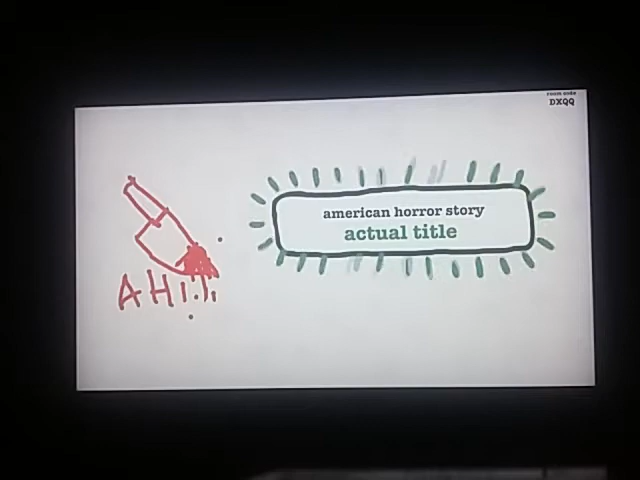 room code
DXQQ
american horror story
actual title
AH!!